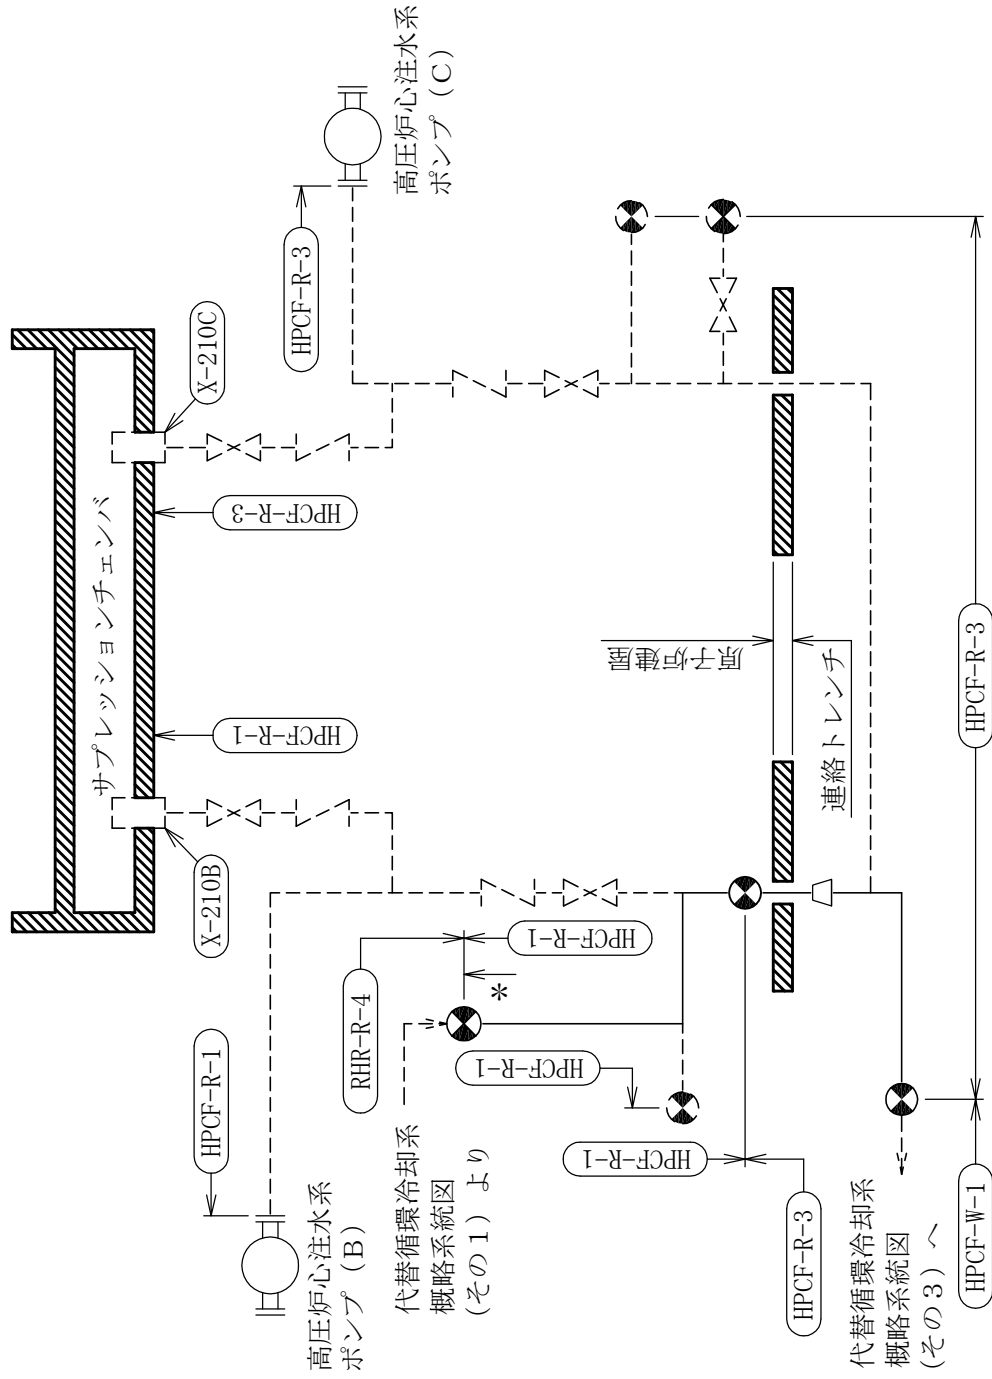 サプレッションチェンバ
X-210B
X-210C
HPCF-R-1
HPCF-R-3
HPCF-R-1
高圧炉心注水系
ポンプ（B）
HPCF-R-3
高圧炉心注水系
ポンプ（C）
代替循環冷却系
概略系統図
(その１) より
RHR-R-4
HPCF-R-1
*
HPCF-R-1
HPCF-R-1
HPCF-R-3
原子炉建屋
連絡トレンチ
代替循環冷却系
概略系統図
(その３) へ
HPCF-W-1
HPCF-R-3